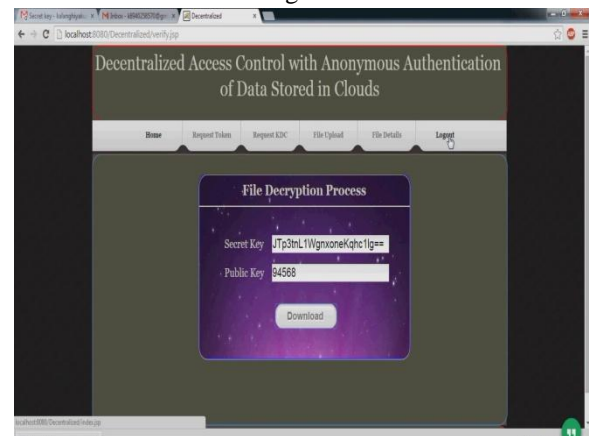 Decentralized
localhost:8080/Decentralized/verify.jsp
Decentralized Access Control with Anonymous Authentication
of Data Stored in Clouds
Home Request Token Request KDC File Upload File Details Logout
File Decryption Process
Secret Key JTp3tnL1WgnxoneKqhc1lg==
Public Key 94568
Download
localhost:8080/Decentralized/index.jsp